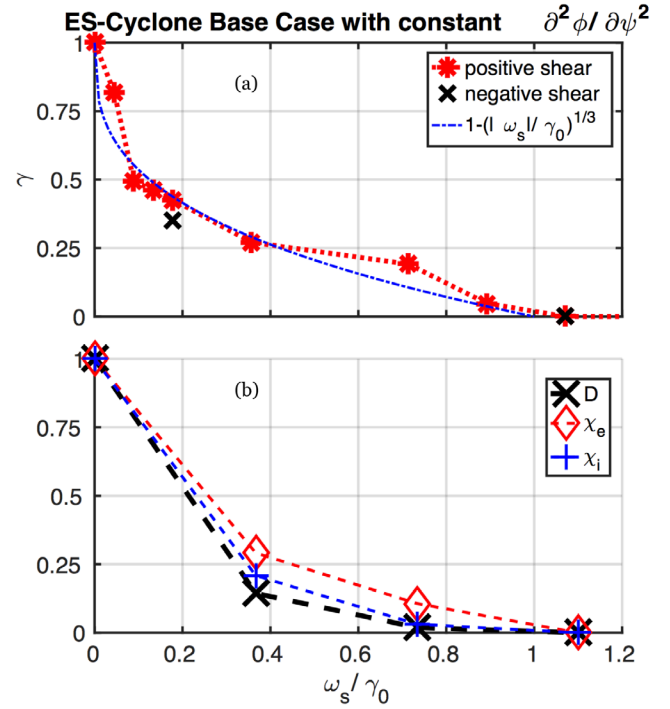 ES-Cyclone Base Case with constant ∂²ϕ/ ∂ψ²
1
0.75
0.5
0.25
0
γ
(a)
positive shear
negative shear
1-(| ωₛ|/ γ₀)¹/³
1
0.75
0.5
0.25
0
(b)
D
χₑ
χᵢ
0
0.2
0.4
0.6
0.8
1
1.2
ωₛ/ γ₀